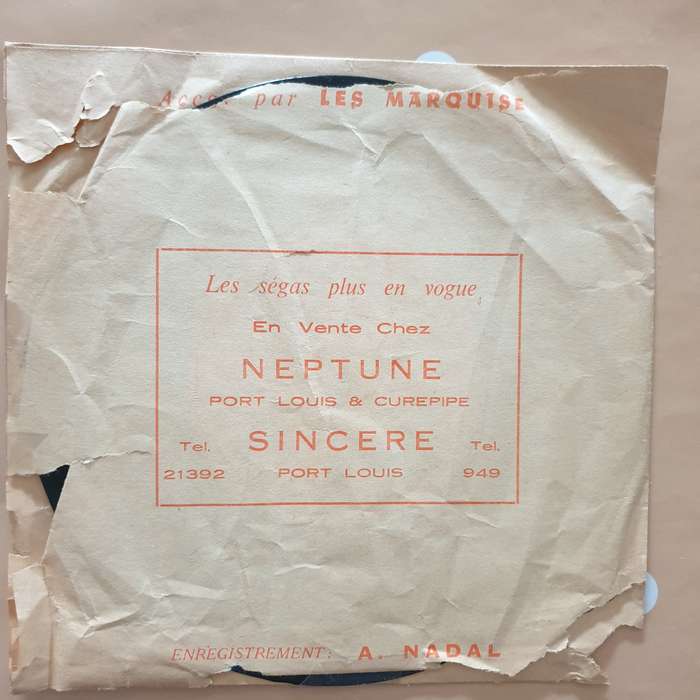 Accp. par LES MARQUISE
Les ségas plus en vogue
En Vente Chez
NEPTUNE
PORT LOUIS & CUREPIPE
Tel. SINCERE Tel.
21392 PORT LOUIS 949
ENREGISTREMENT: A. NADAL